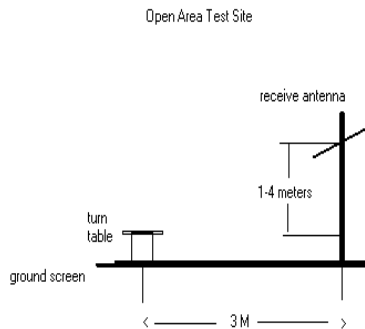 Open Area Test Site
receive antenna
1-4 meters
turn
table
ground screen
3 M